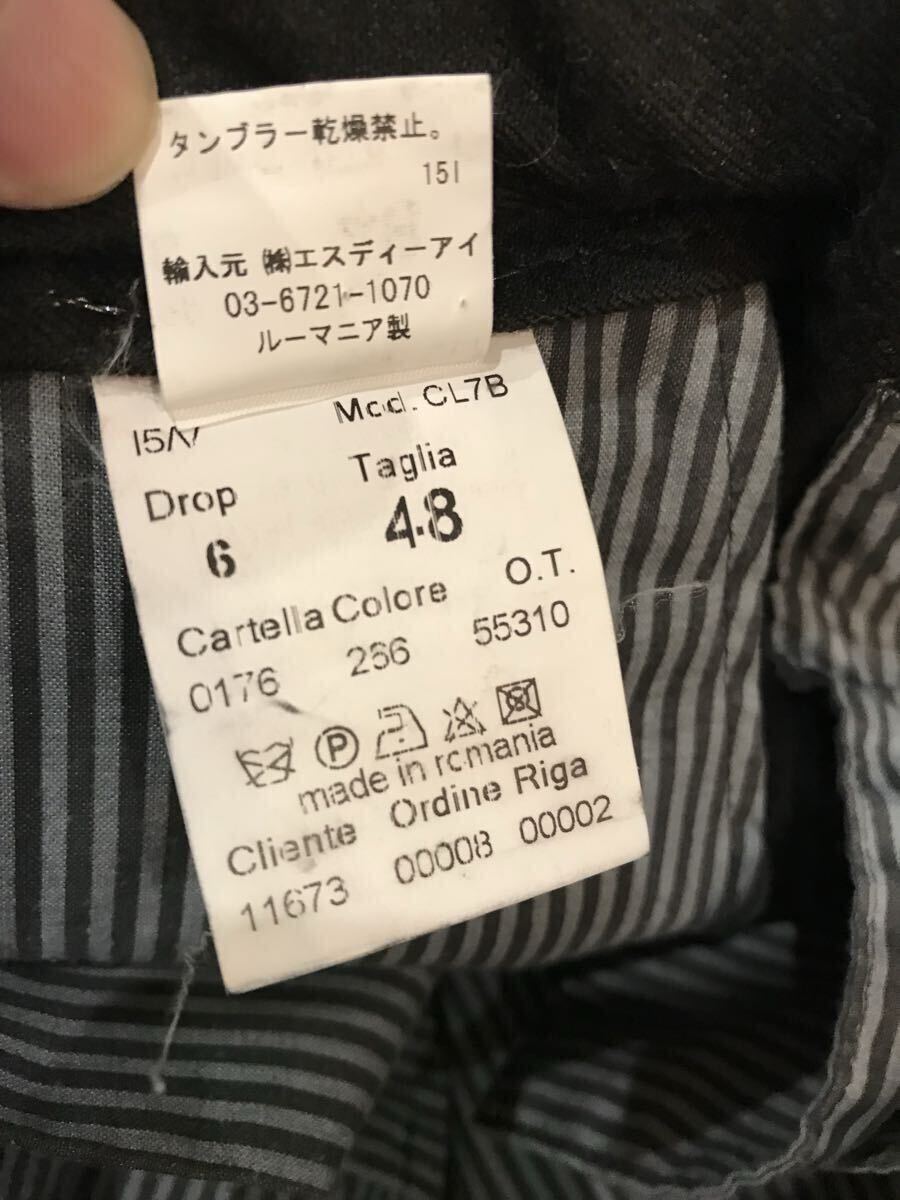 タンブラー乾燥禁止。
15I
輸入元 ㈱エスディーアイ
03-6721-1070
ルーマニア製
Mod. CL7B
Drop Taglia
6 48
Cartella Colore O.T.
0176 266 55310
P
made in romania
Cliente Ordine Riga
11673 00008 00002